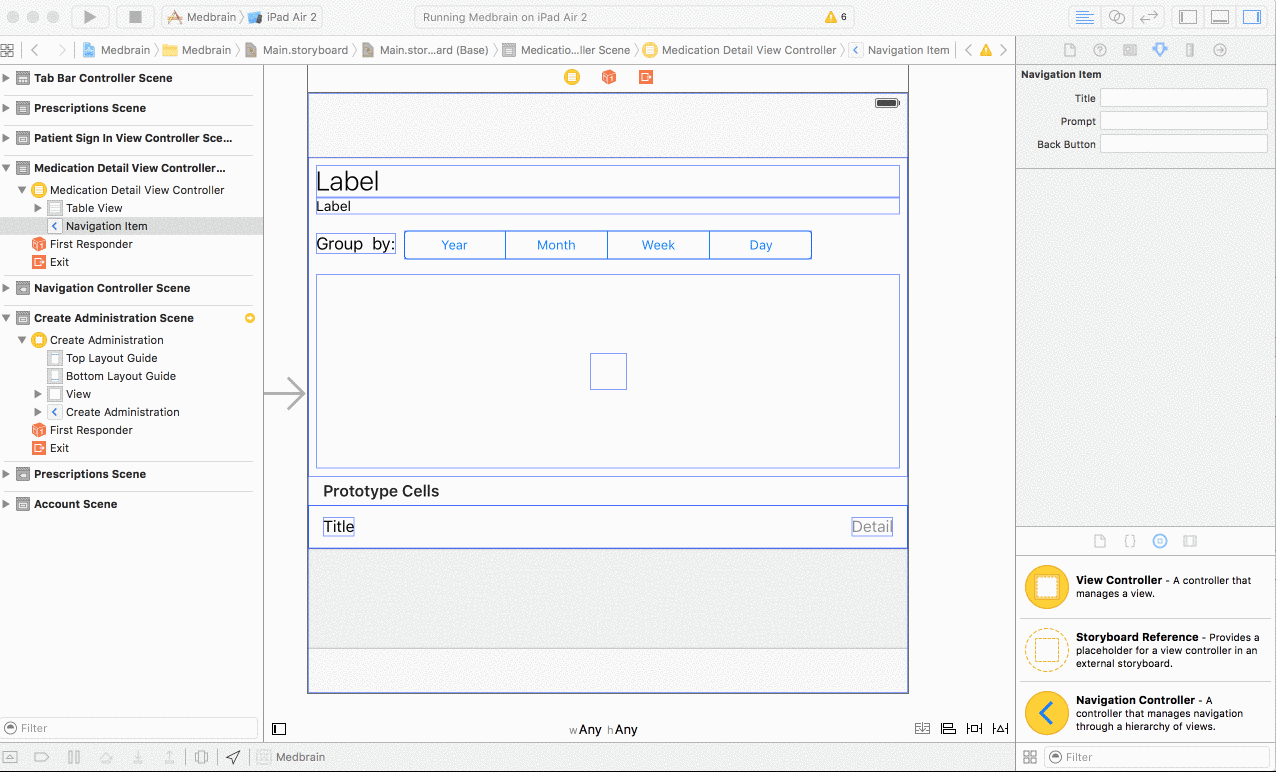 Medbrain iPad Air 2
Running Medbrain on iPad Air 2
6
Medbrain Medbrain Main.storyboard Main.stor...ard (Base) Medicatio...ller Scene Medication Detail View Controller Navigation Item
Tab Bar Controller Scene
Prescriptions Scene
Patient Sign In View Controller Sce...
Medication Detail View Controller...
Medication Detail View Controller
Table View
Navigation Item
First Responder
Exit
Navigation Controller Scene
Create Administration Scene
Create Administration
Top Layout Guide
Bottom Layout Guide
View
Create Administration
First Responder
Exit
Prescriptions Scene
Account Scene
Filter
Label
Label
Group by:
Year Month Week Day
Prototype Cells
Title Detail
wAny hAny
Medbrain
Navigation Item
Title
Prompt
Back Button
View Controller - A controller that
manages a view.
Storyboard Reference - Provides a
placeholder for a view controller in an
external storyboard.
Navigation Controller - A
controller that manages navigation
through a hierarchy of views.
Filter